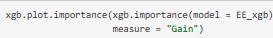 xgb.plot.importance(xgb.importance(model = EE_xgb)
measure = "Gain")